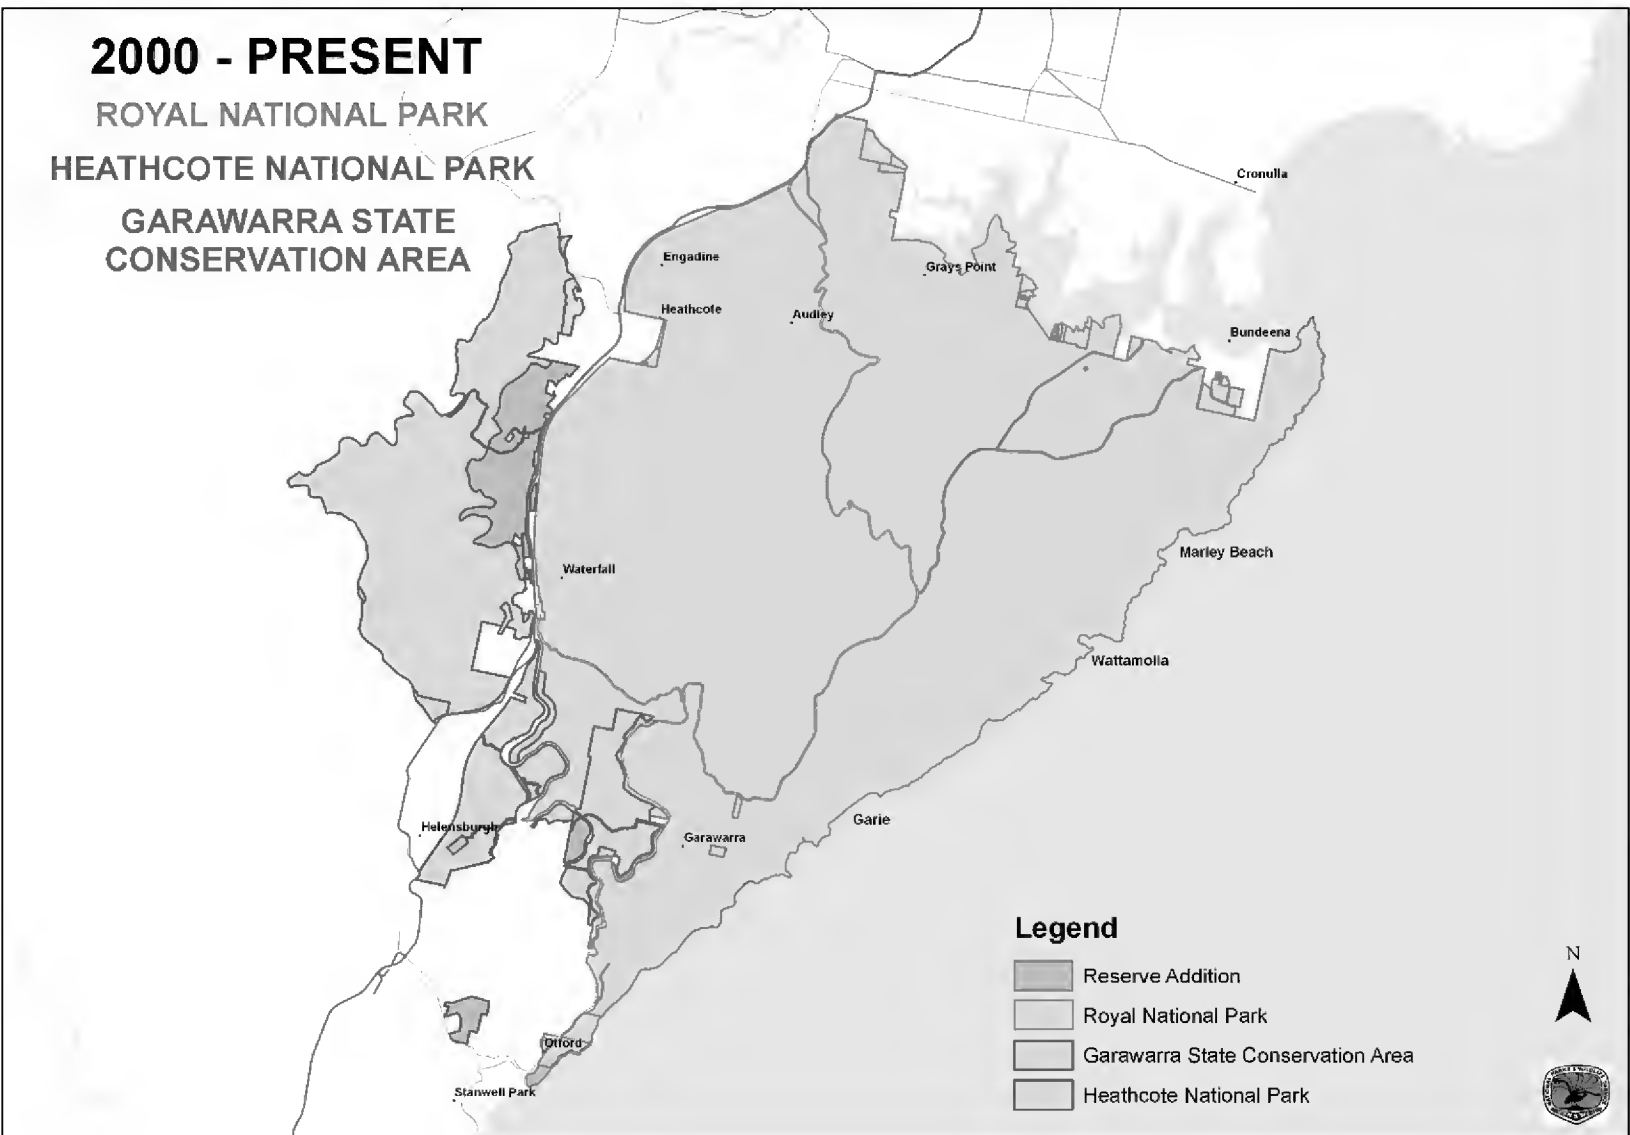 2000 - PRESENT
ROYAL NATIONAL PARK
HEATHCOTE NATIONAL PARK
GARAWARRA STATE
CONSERVATION AREA
Cronulla
Engadine
Grays Point
Heathcote
Audley
Bundeena
Marley Beach
Waterfall
Wattamolla
Garie
Helensburgh
Garawarra
Otford
Stanwell Park
Legend
Reserve Addition
Royal National Park
Garawarra State Conservation Area
Heathcote National Park
N